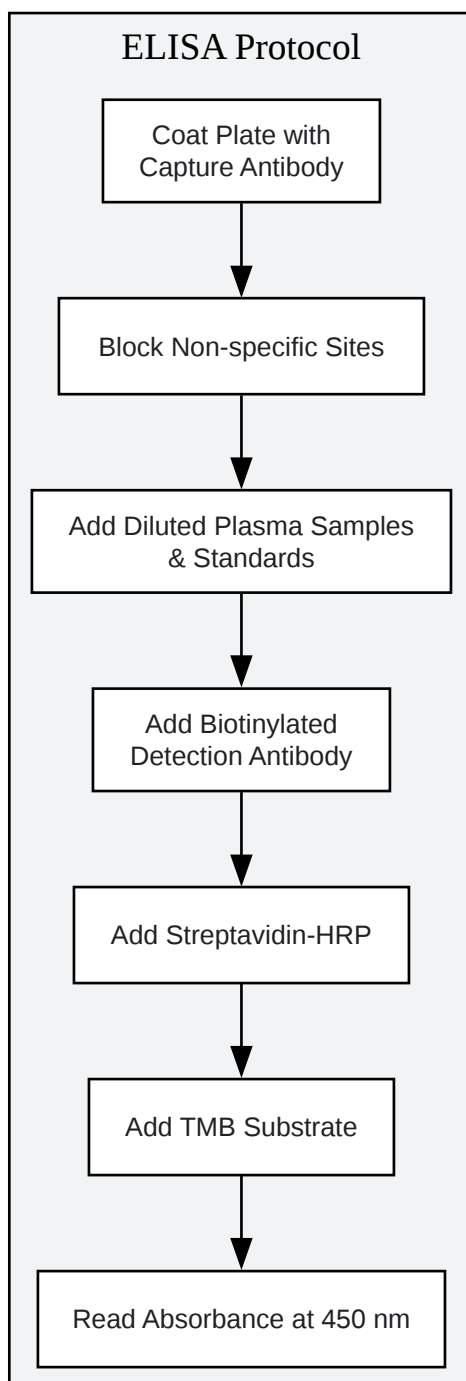 ELISA Protocol
Coat Plate with
Capture Antibody
Block Non-specific Sites
Add Diluted Plasma Samples
& Standards
Add Biotinylated
Detection Antibody
Add Streptavidin-HRP
Add TMB Substrate
Read Absorbance at 450 nm